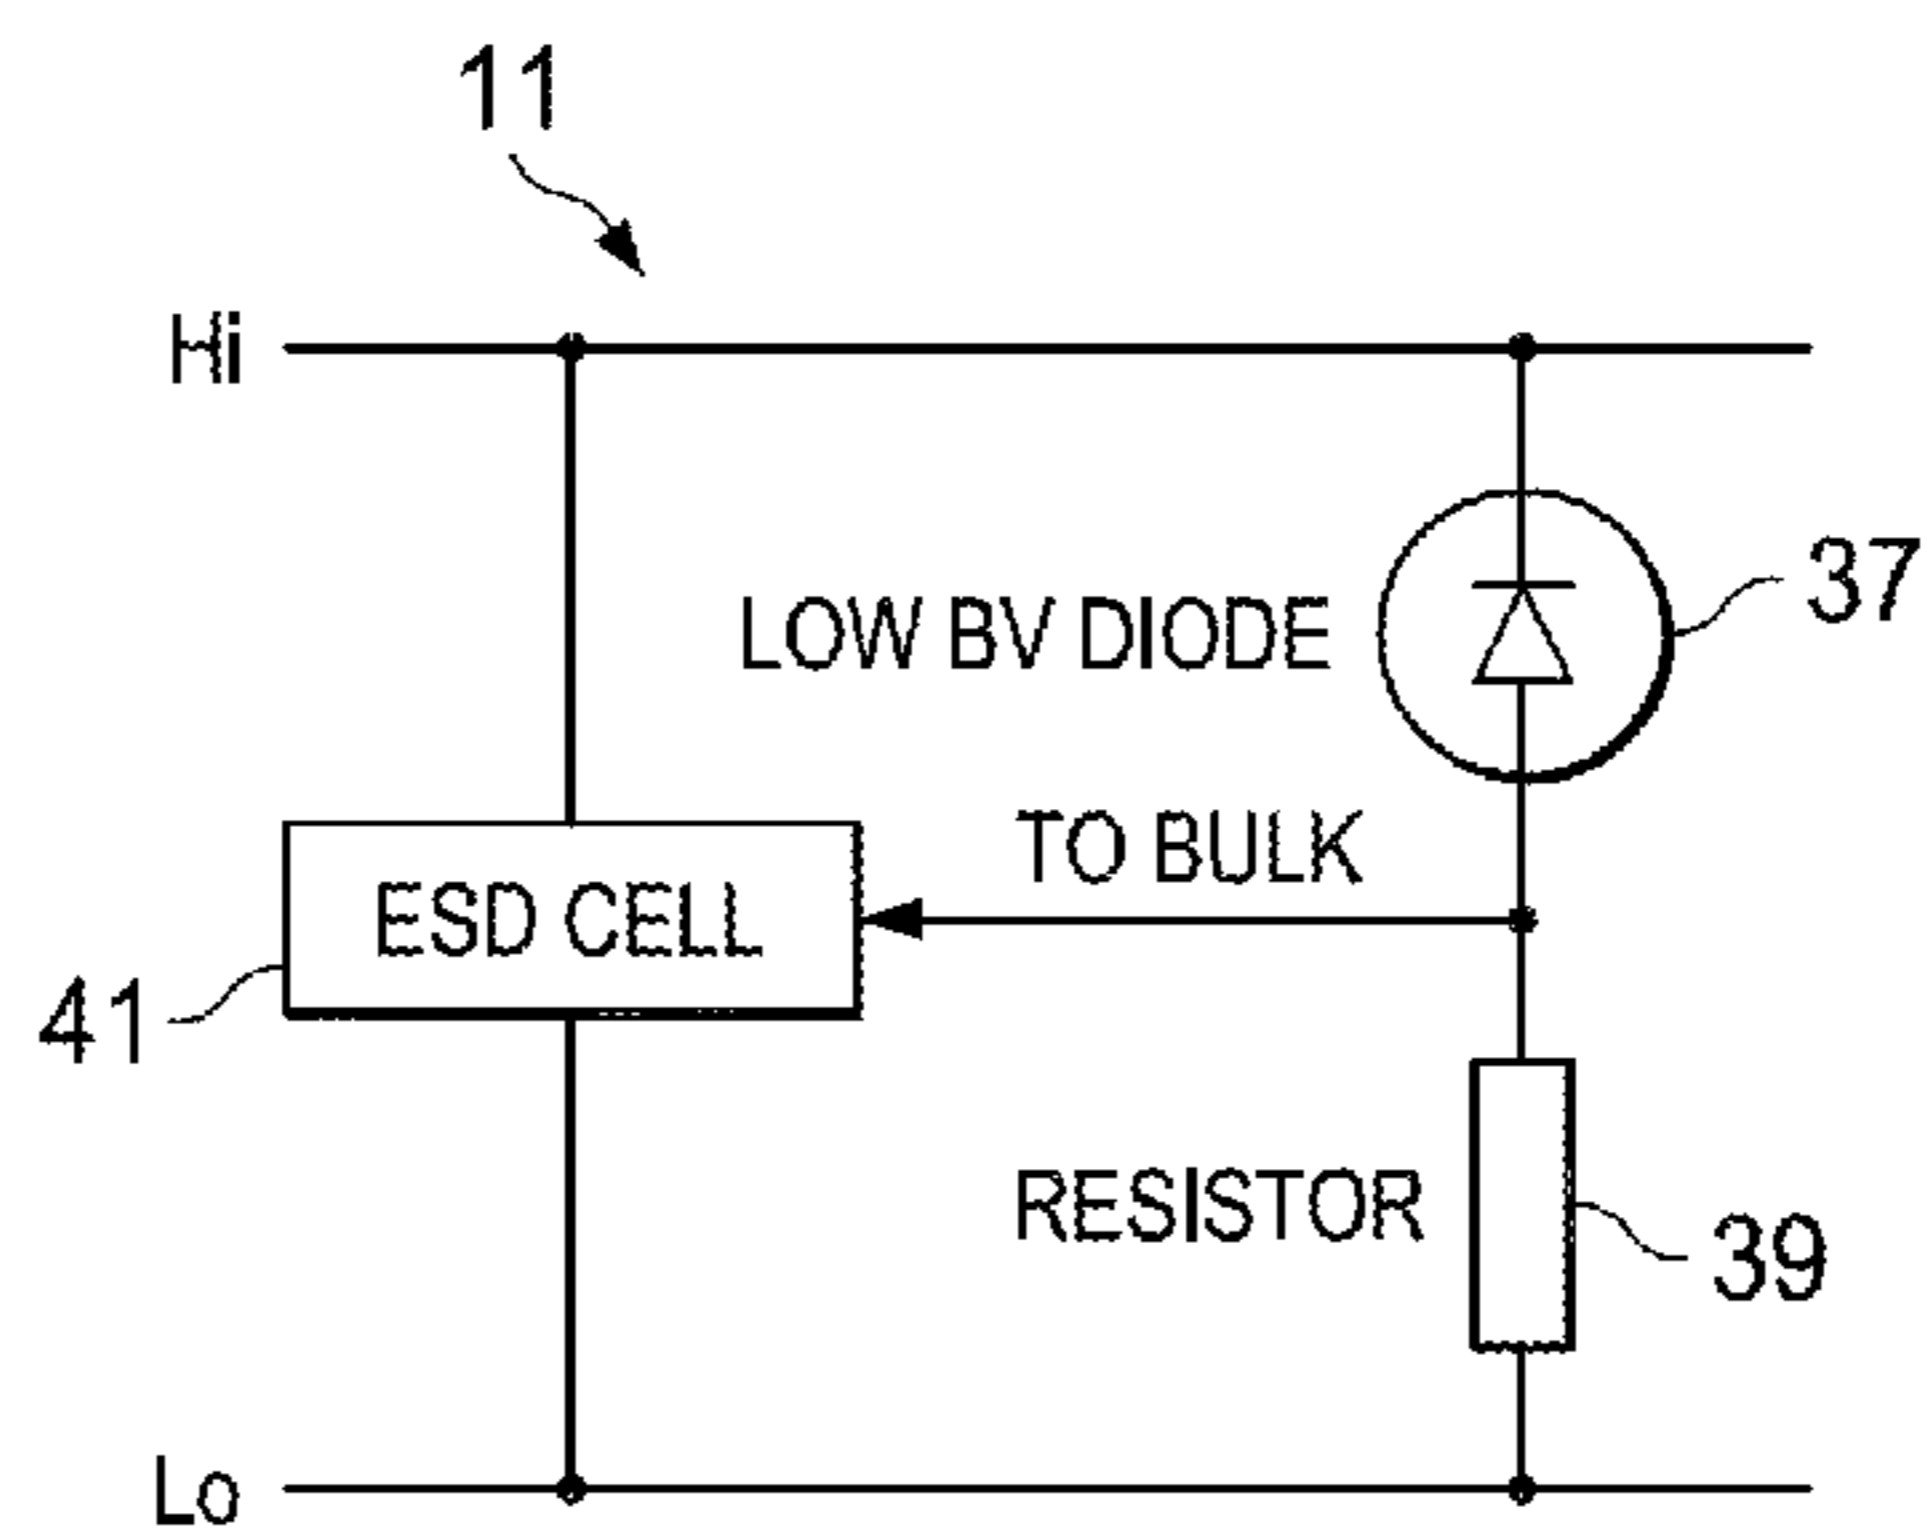 11
Hi
LOW BV DIODE
37
TO BULK
ESD CELL
41
RESISTOR
39
Lo